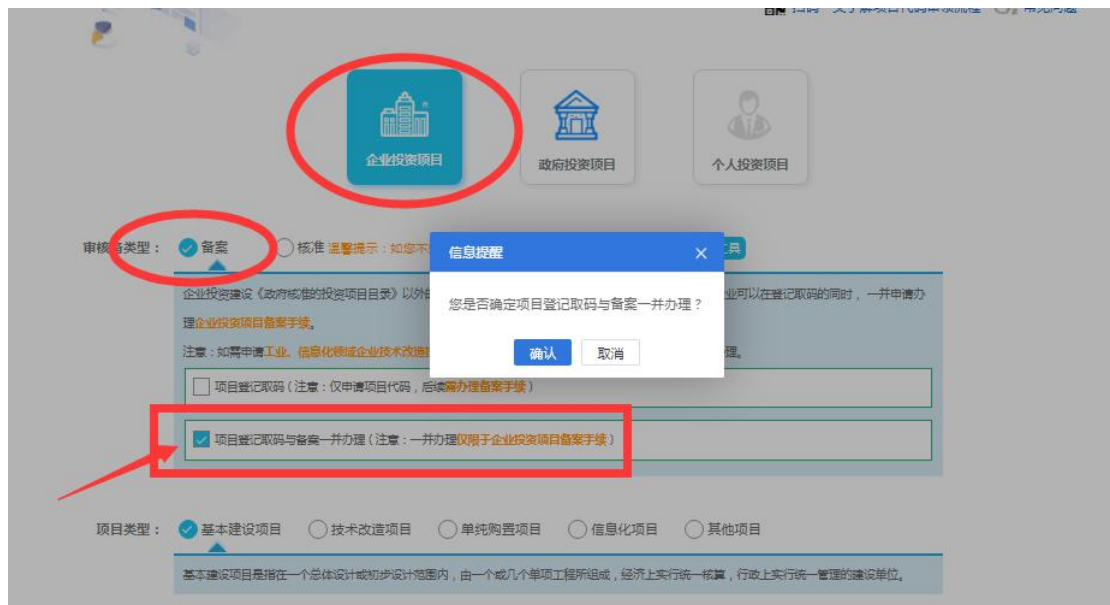 企业投资项目
政府投资项目
个人投资项目
审核备类型：
备案
核准 温馨提示：如您不
具
信息提醒
您是否确定项目登记取码与备案一并办理？
确认
取消
企业投资建设《政府核准的投资项目目录》以外的
业可以在登记取码的同时，一并申请办
理企业投资项目备案手续。
注意：如需申请工业、信息化领域企业技术改造
理。
项目登记取码（注意：仅申请项目代码，后续需办理备案手续）
项目登记取码与备案一并办理（注意：一并办理仅限于企业投资项目备案手续）
项目类型：
基本建设项目
技术改造项目
单纯购置项目
信息化项目
其他项目
基本建设项目是指在一个总体设计或初步设计范围内，由一个或几个单项工程所组成，经济上实行统一核算，行政上实行统一管理的建设单位。